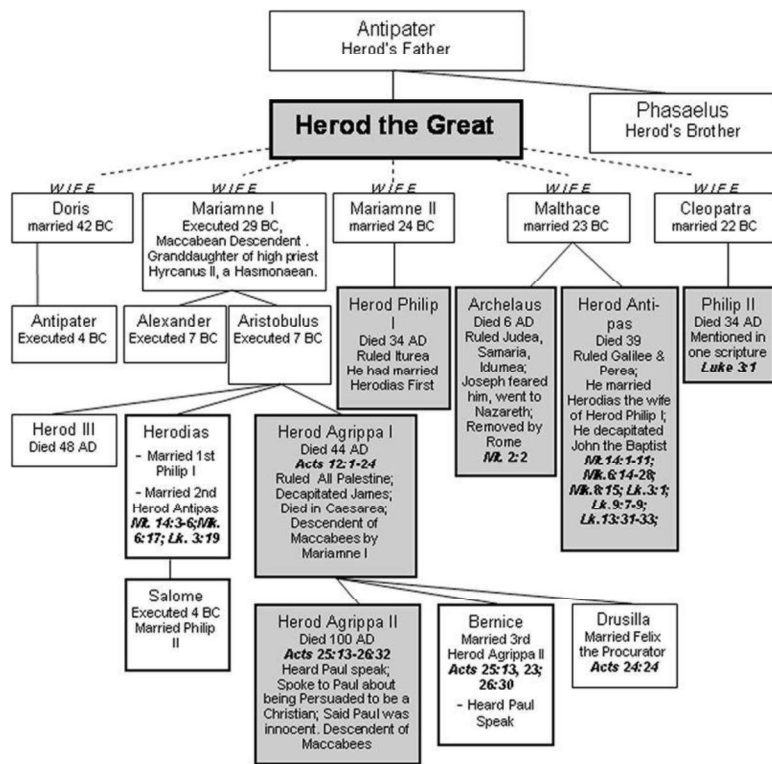 Antipater
Herod's Father
Herod the Great
Phasaelus
Herod's Brother
WIFE
Doris
married 42 BC
WIFE
Mariamne I
Executed 29 BC,
Maccabean Descendent .
Granddaughter of high priest
Hyrcanus II, a Hasmonaean.
WIFE
Mariamne II
married 24 BC
WIFE
Malthace
married 23 BC
WIFE
Cleopatra
married 22 BC
Antipater
Executed 4 BC
Alexander
Executed 7 BC
Aristobulus
Executed 7 BC
Herod Philip
I
Died 34 AD
Ruled Iturea
He had married
Herodias First
Archelaus
Died 6 AD
Ruled Judea,
Samaria,
Idumea;
Joseph feared
him, went to
Nazareth;
Removed by
Rome
Mt. 2:2
Herod Anti-
pas
Died 39
Ruled Galilee &
Perea;
He married
Herodias the wife
of Herod Philip I;
He decapitated
John the Baptist
Mt.14:1-11;
Mk.6:14-28;
Mk.8:15; Lk.3:1;
Lk.9:7-9;
Lk.13:31-33;
Philip II
Died 34 AD
Mentioned in
one scripture
Luke 3:1
Herod III
Died 48 AD
Herodias
- Married 1st
Philip I
- Married 2nd
Herod Antipas
Mt. 14:3-6;Mk.
6:17; Lk. 3:19
Herod Agrippa I
Died 44 AD
Acts 12:1-24
Ruled All Palestine;
Decapitated James;
Died in Caesarea;
Descendent of
Maccabees by
Mariamne I
Salome
Executed 4 BC
Married Philip
II
Herod Agrippa II
Died 100 AD
Acts 25:13-26:32
Heard Paul speak;
Spoke to Paul about
being Persuaded to be a
Christian; Said Paul was
innocent. Descendent of
Maccabees
Bernice
Married 3rd
Herod Agrippa II
Acts 25:13, 23;
26:30
- Heard Paul
Speak
Drusilla
Married Felix
the Procurator
Acts 24:24